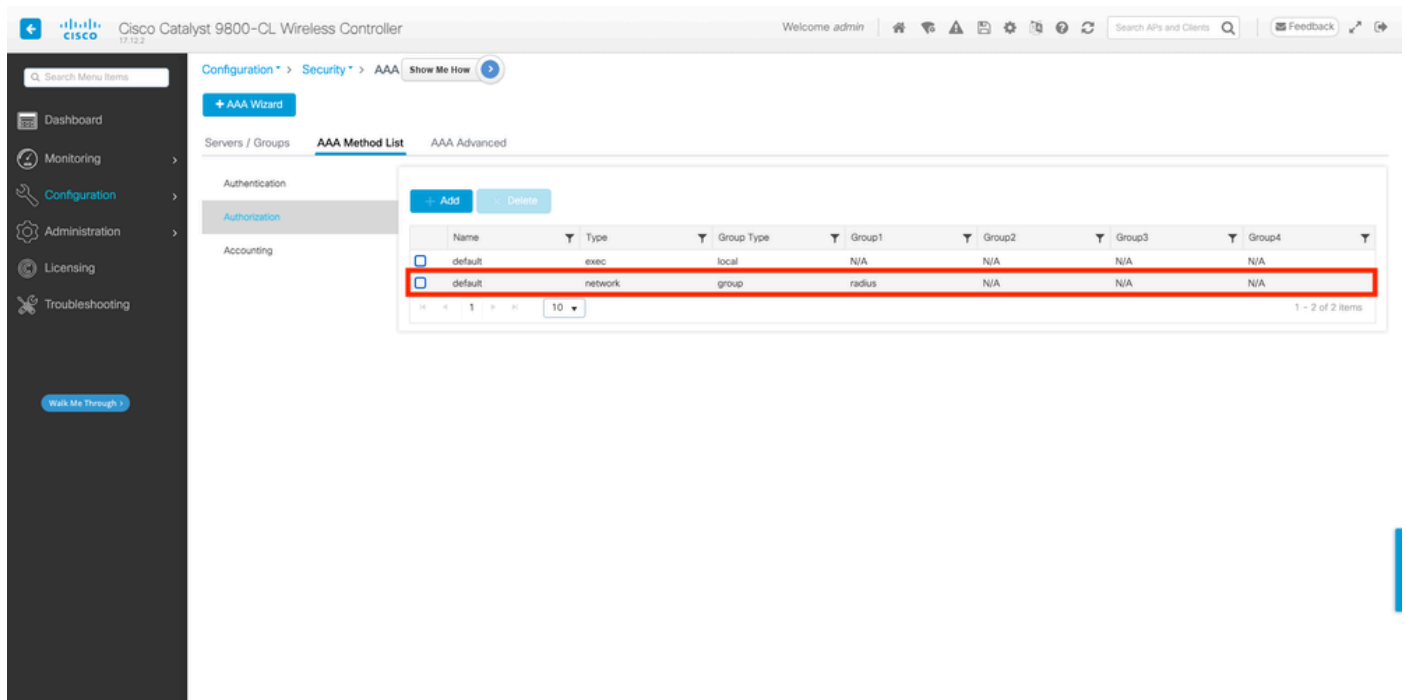 CISCO Cisco Catalyst 9800-CL Wireless Controller
17.12.2
Welcome admin
Search APs and Clients
Feedback
Search Menu Items
Dashboard
Monitoring
Configuration
Administration
Licensing
Troubleshooting
Walk Me Through >
Configuration > Security > AAA Show Me How
+ AAA Wizard
Servers / Groups AAA Method List AAA Advanced
Authentication
Authorization
Accounting
+ Add × Delete
Name Type Group Type Group1 Group2 Group3 Group4
default exec local N/A N/A N/A N/A
default network group radius N/A N/A N/A
1 10 1 - 2 of 2 items